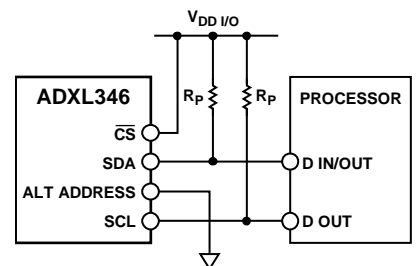 VDD I/O
ADXL346
RP
RP
PROCESSOR
CS
SDA
D IN/OUT
ALT ADDRESS
SCL
D OUT